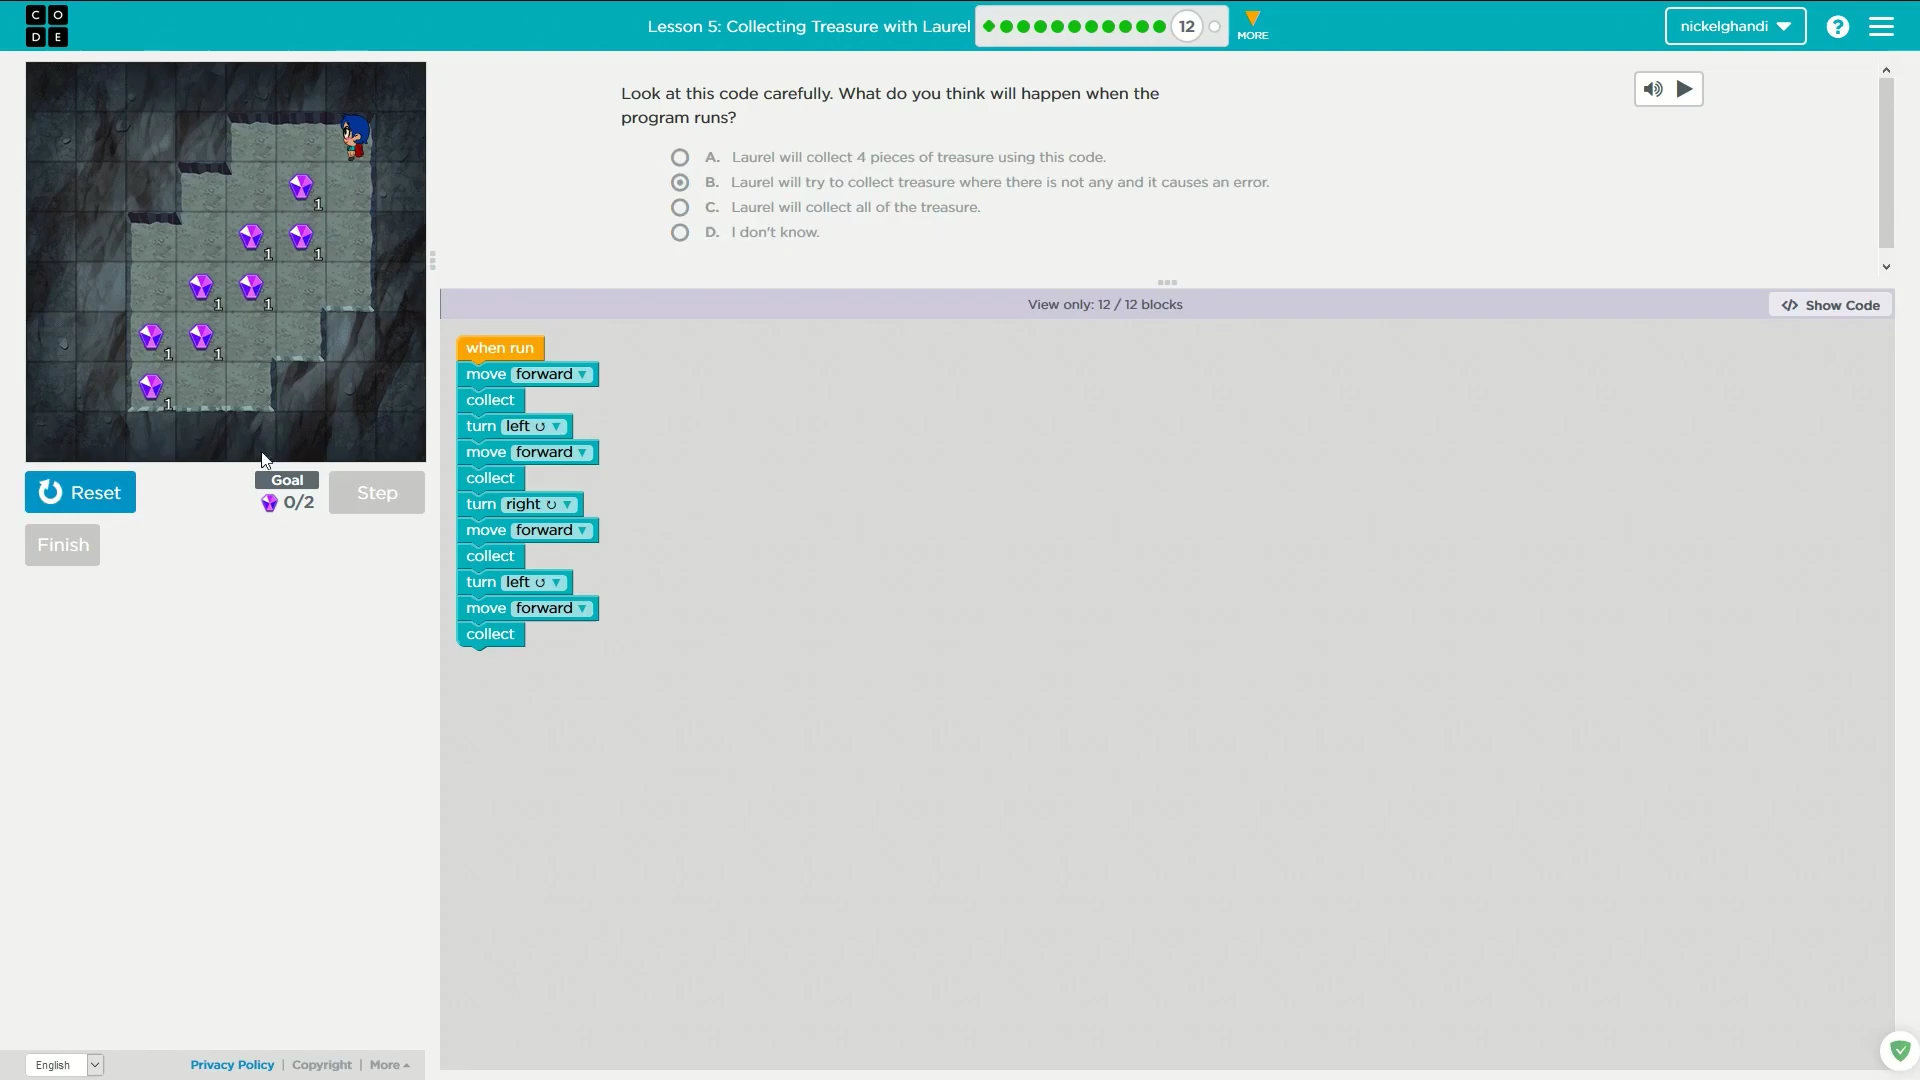 C O
D E
Lesson 5: Collecting Treasure with Laurel
12
MORE
nickelghandi
?
Look at this code carefully. What do you think will happen when the
program runs?
A. Laurel will collect 4 pieces of treasure using this code.
B. Laurel will try to collect treasure where there is not any and it causes an error.
C. Laurel will collect all of the treasure.
D. I don't know.
1
1 1
1 1
1 1
1
View only: 12 / 12 blocks
Show Code
when run
move forward
collect
turn left
move forward
collect
turn right
move forward
collect
turn left
move forward
collect
Reset
Goal
0/2
Step
Finish
English
Privacy Policy | Copyright | More